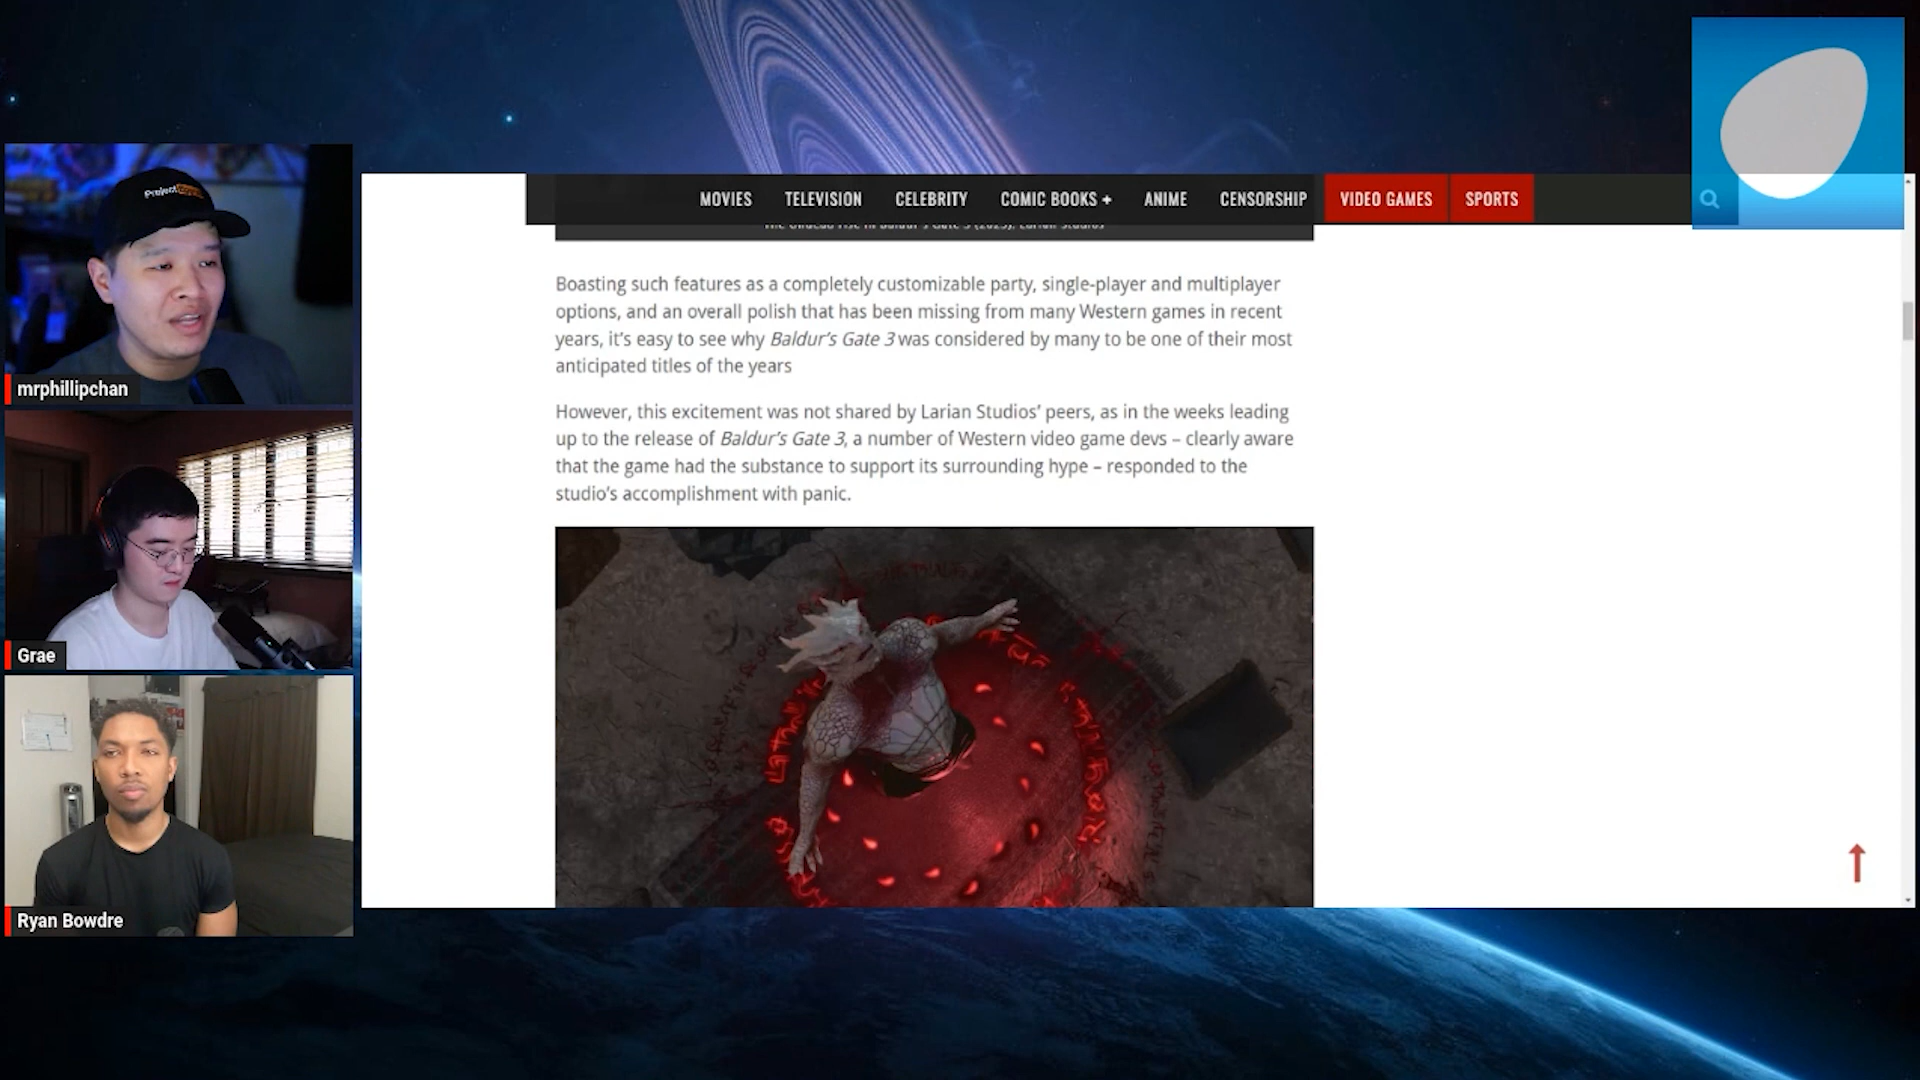 MOVIES TELEVISION CELEBRITY COMIC BOOKS + ANIME CENSORSHIP VIDEO GAMES SPORTS
Boasting such features as a completely customizable party, single-player and multiplayer
options, and an overall polish that has been missing from many Western games in recent
years, it's easy to see why Baldur's Gate 3 was considered by many to be one of their most
anticipated titles of the years
However, this excitement was not shared by Larian Studios' peers, as in the weeks leading
up to the release of Baldur's Gate 3, a number of Western video game devs – clearly aware
that the game had the substance to support its surrounding hype – responded to the
studio's accomplishment with panic.
Project
mrphillipchan
Grae
Ryan Bowdre